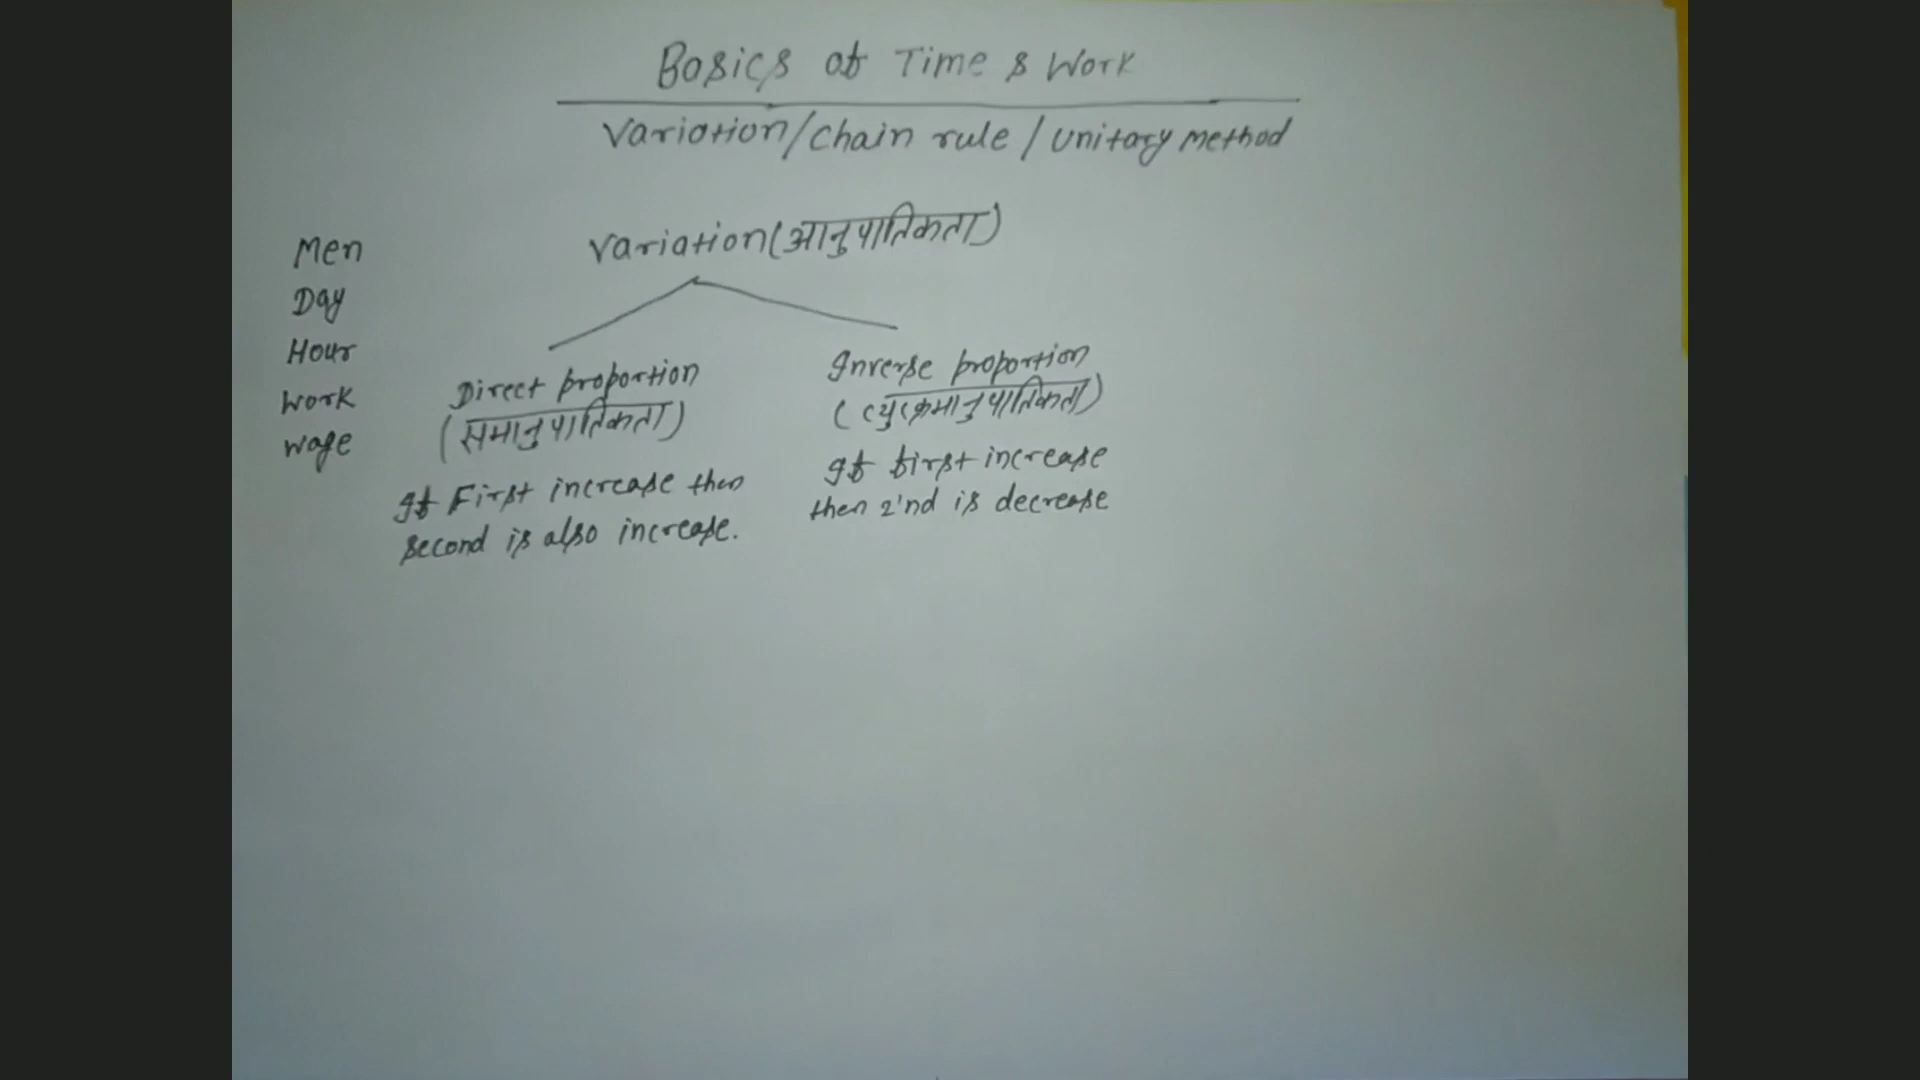 Basics of Time & Work
Variation/Chain rule/Unitary Method
Men
Day
Hour
Work
Wage
Variation(आनुपातिकता)
Direct proportion
(समानुपातिकता)
If First increase then
second is also increase.
Inverse proportion
(व्युत्क्रमानुपातिकता)
If first increase
then 2'nd is decrease